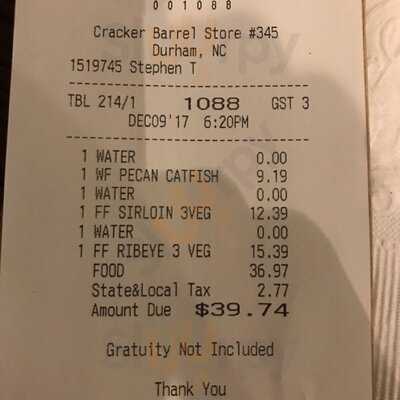 001088
Cracker Barrel Store #345
Durham, NC
1519745 Stephen T
TBL 214/1 1088 GST 3
DEC09'17 6:20PM
1 WATER 0.00
1 WF PECAN CATFISH 9.19
1 WATER 0.00
1 FF SIRLOIN 3VEG 12.39
1 WATER 0.00
1 FF RIBEYE 3 VEG 15.39
FOOD 36.97
State&Local Tax 2.77
Amount Due $39.74
Gratuity Not Included
Thank You